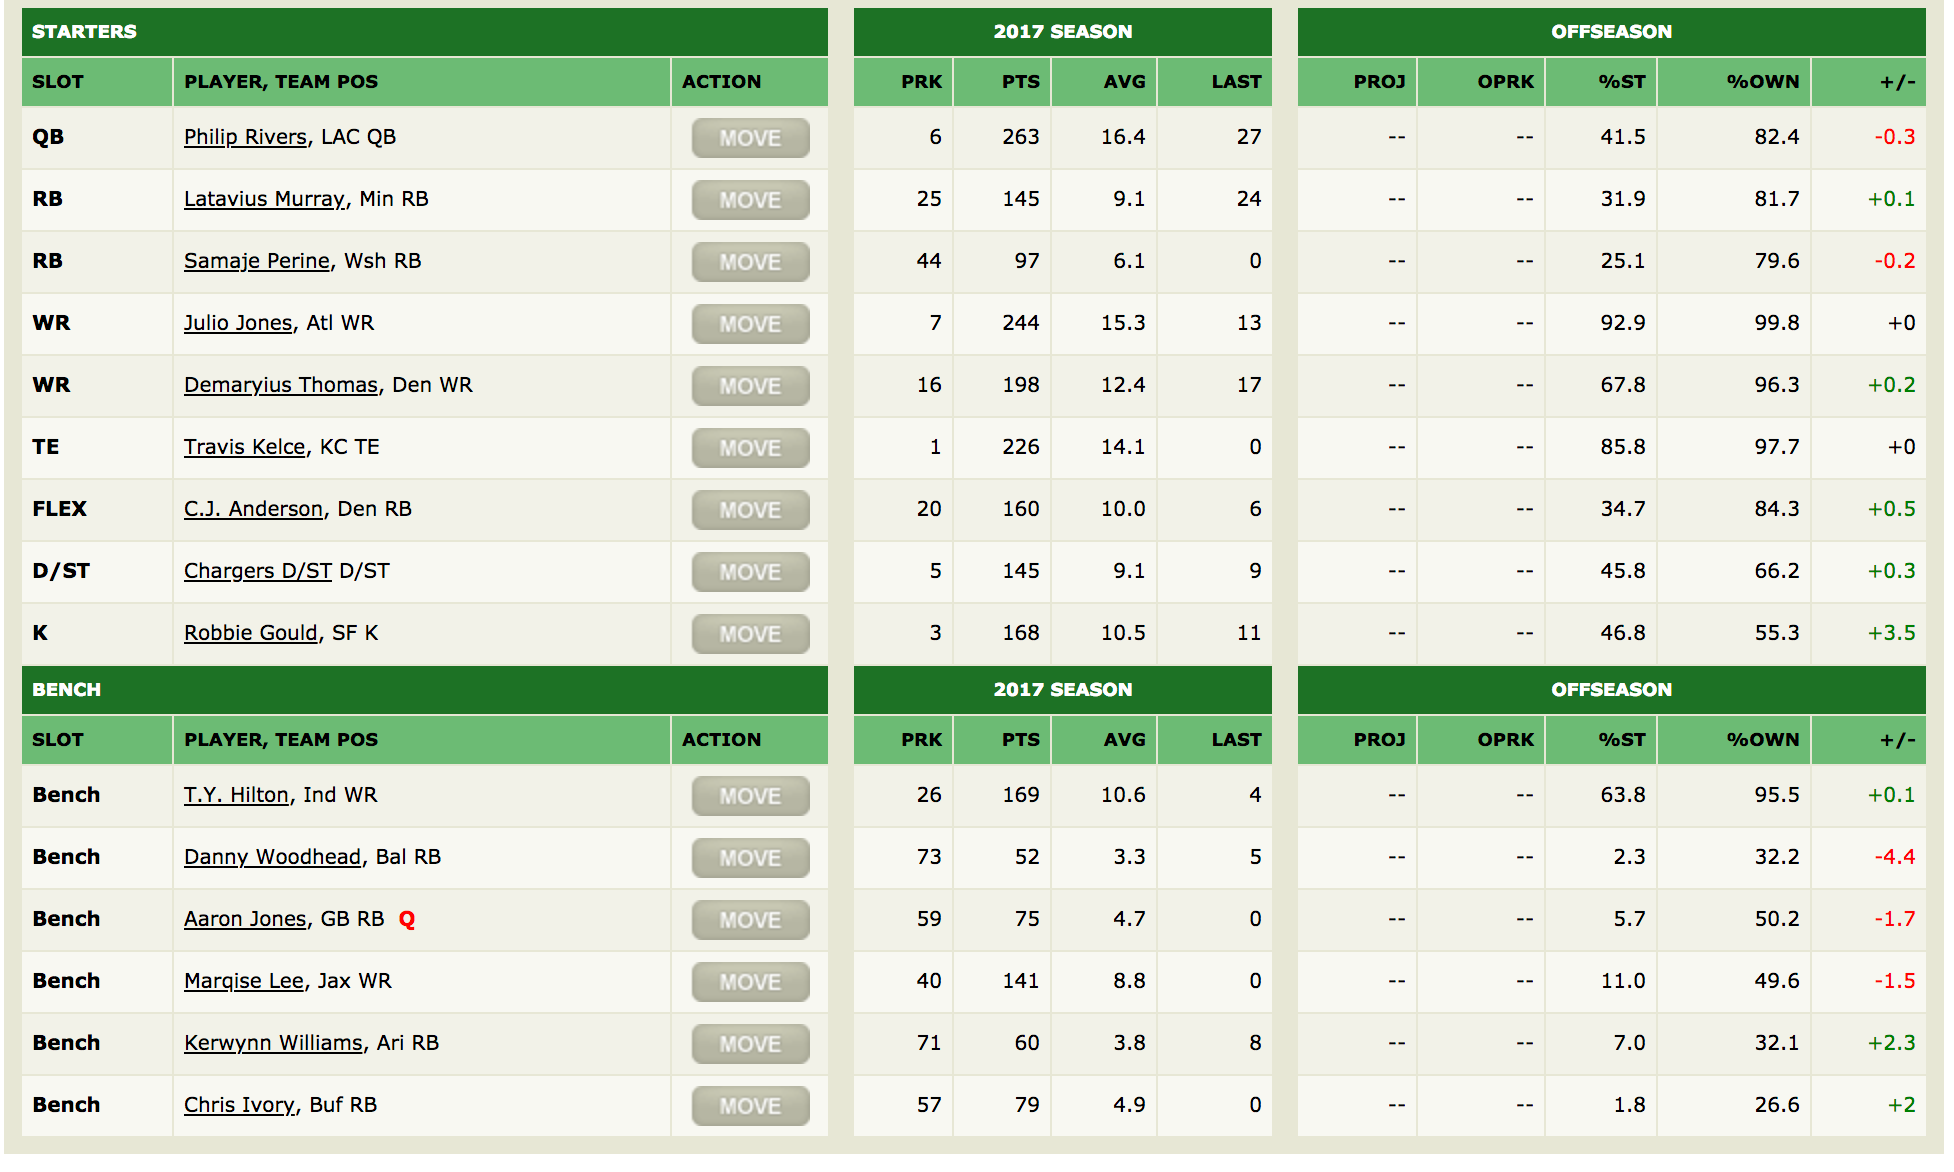 STARTERS 2017 SEASON OFFSEASON
SLOT PLAYER, TEAM POS ACTION PRK PTS AVG LAST PROJ OPRK %ST %OWN +/-
QB Philip Rivers, LAC QB MOVE 6 263 16.4 27 -- -- 41.5 82.4 -0.3
RB Latavius Murray, Min RB MOVE 25 145 9.1 24 -- -- 31.9 81.7 +0.1
RB Samaje Perine, Wsh RB MOVE 44 97 6.1 0 -- -- 25.1 79.6 -0.2
WR Julio Jones, Atl WR MOVE 7 244 15.3 13 -- -- 92.9 99.8 +0
WR Demaryius Thomas, Den WR MOVE 16 198 12.4 17 -- -- 67.8 96.3 +0.2
TE Travis Kelce, KC TE MOVE 1 226 14.1 0 -- -- 85.8 97.7 +0
FLEX C.J. Anderson, Den RB MOVE 20 160 10.0 6 -- -- 34.7 84.3 +0.5
D/ST Chargers D/ST D/ST MOVE 5 145 9.1 9 -- -- 45.8 66.2 +0.3
K Robbie Gould, SF K MOVE 3 168 10.5 11 -- -- 46.8 55.3 +3.5
BENCH 2017 SEASON OFFSEASON
SLOT PLAYER, TEAM POS ACTION PRK PTS AVG LAST PROJ OPRK %ST %OWN +/-
Bench T.Y. Hilton, Ind WR MOVE 26 169 10.6 4 -- -- 63.8 95.5 +0.1
Bench Danny Woodhead, Bal RB MOVE 73 52 3.3 5 -- -- 2.3 32.2 -4.4
Bench Aaron Jones, GB RB Q MOVE 59 75 4.7 0 -- -- 5.7 50.2 -1.7
Bench Marqise Lee, Jax WR MOVE 40 141 8.8 0 -- -- 11.0 49.6 -1.5
Bench Kerwynn Williams, Ari RB MOVE 71 60 3.8 8 -- -- 7.0 32.1 +2.3
Bench Chris Ivory, Buf RB MOVE 57 79 4.9 0 -- -- 1.8 26.6 +2